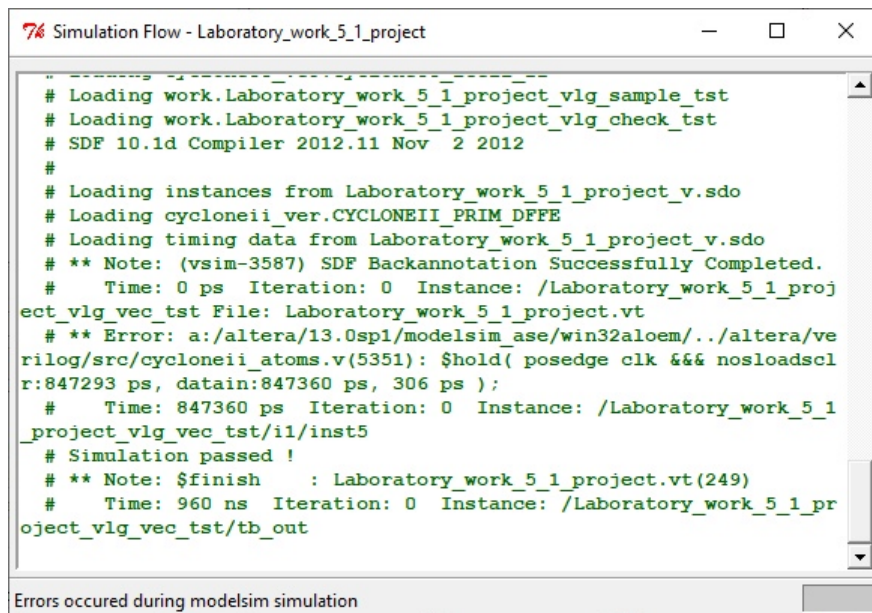 Simulation Flow - Laboratory_work_5_1_project
# Loading work.Laboratory_work_5_1_project_vlg_sample_tst
# Loading work.Laboratory_work_5_1_project_vlg_check_tst
# SDF 10.1d Compiler 2012.11 Nov  2 2012
#
# Loading instances from Laboratory_work_5_1_project_v.sdo
# Loading cycloneii_ver.CYCLONEII_PRIM_DFFE
# Loading timing data from Laboratory_work_5_1_project_v.sdo
# ** Note: (vsim-3587) SDF Backannotation Successfully Completed.
#    Time: 0 ps  Iteration: 0  Instance: /Laboratory_work_5_1_proj
ect_vlg_vec_tst File: Laboratory_work_5_1_project.vt
# ** Error: a:/altera/13.0sp1/modelsim_ase/win32aloem/../altera/ve
rilog/src/cycloneii_atoms.v(5351): $hold( posedge clk &&& nosloadscl
r:847293 ps, datain:847360 ps, 306 ps );
#    Time: 847360 ps  Iteration: 0  Instance: /Laboratory_work_5_1
_project_vlg_vec_tst/i1/inst5
# Simulation passed !
# ** Note: $finish    : Laboratory_work_5_1_project.vt(249)
#    Time: 960 ns  Iteration: 0  Instance: /Laboratory_work_5_1_pr
oject_vlg_vec_tst/tb_out
Errors occured during modelsim simulation